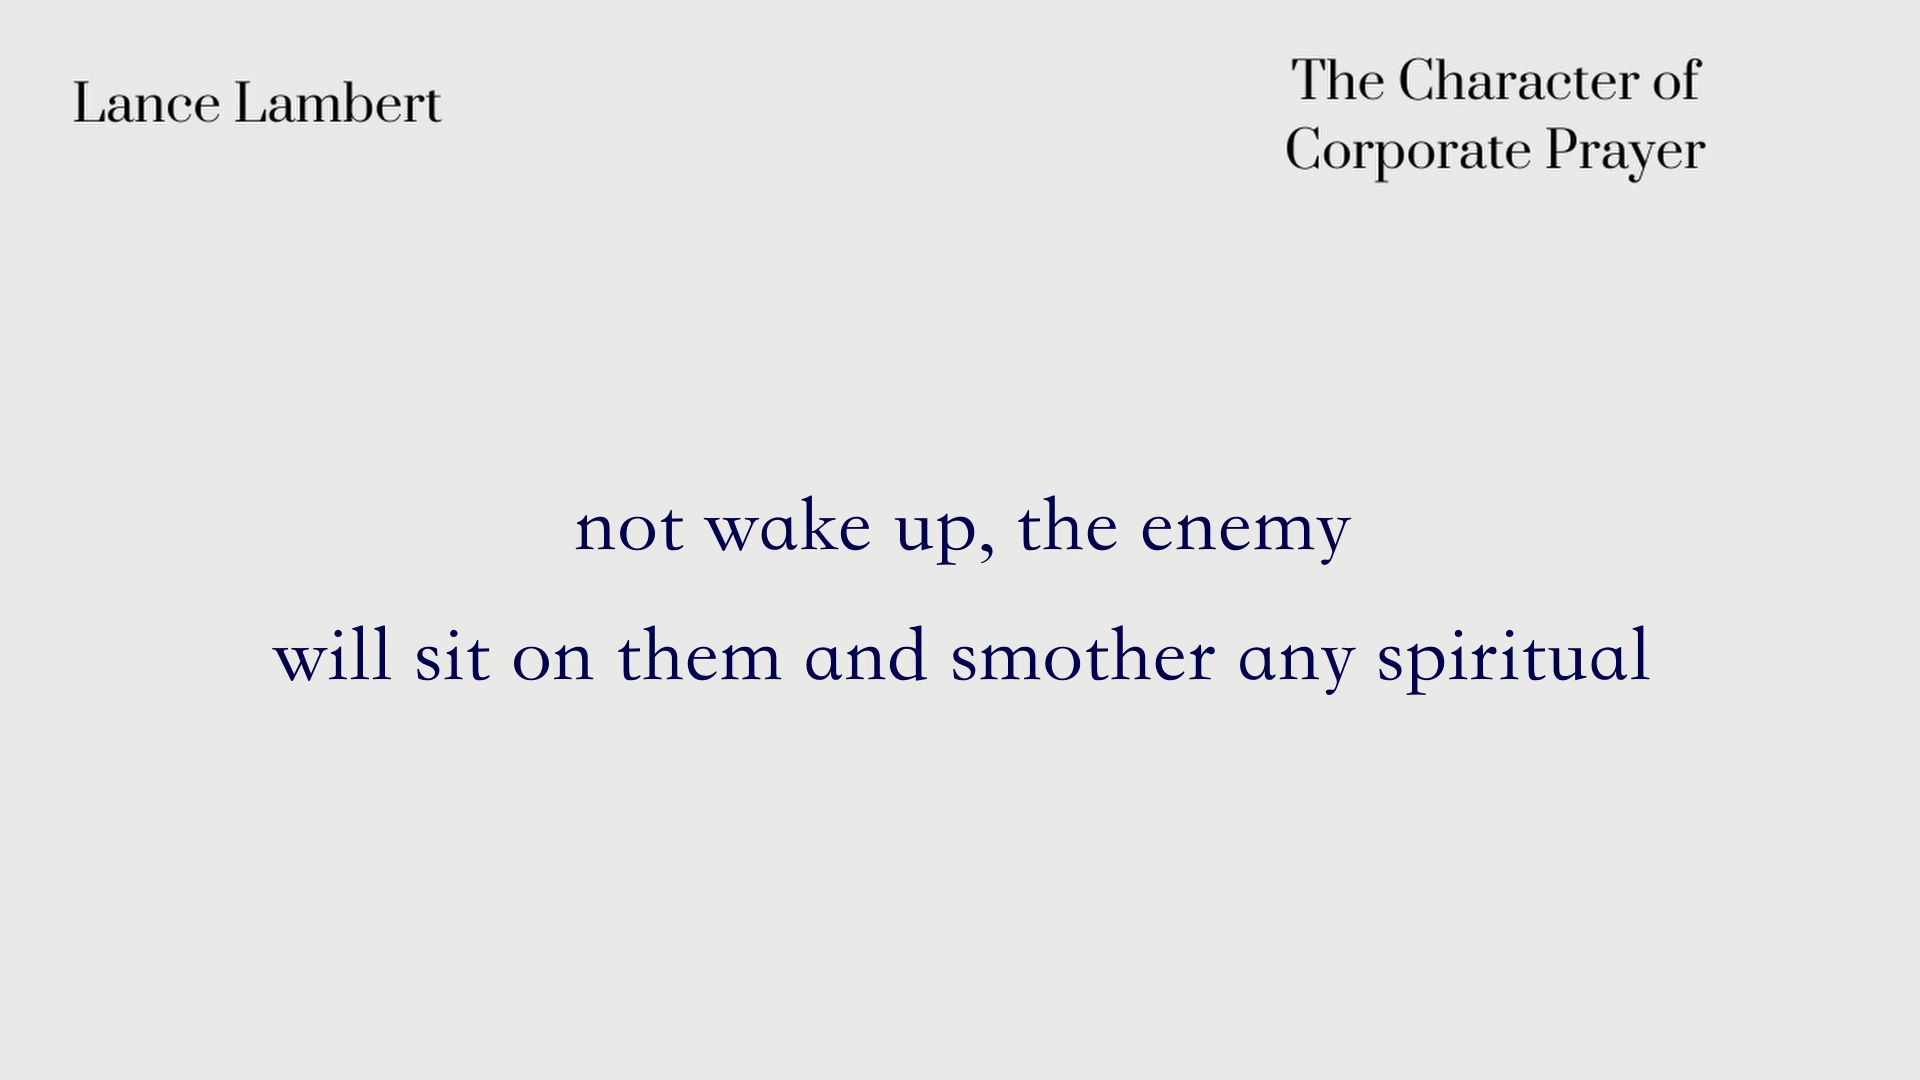 Lance Lambert
The Character of
Corporate Prayer
not wake up, the enemy
will sit on them and smother any spiritual